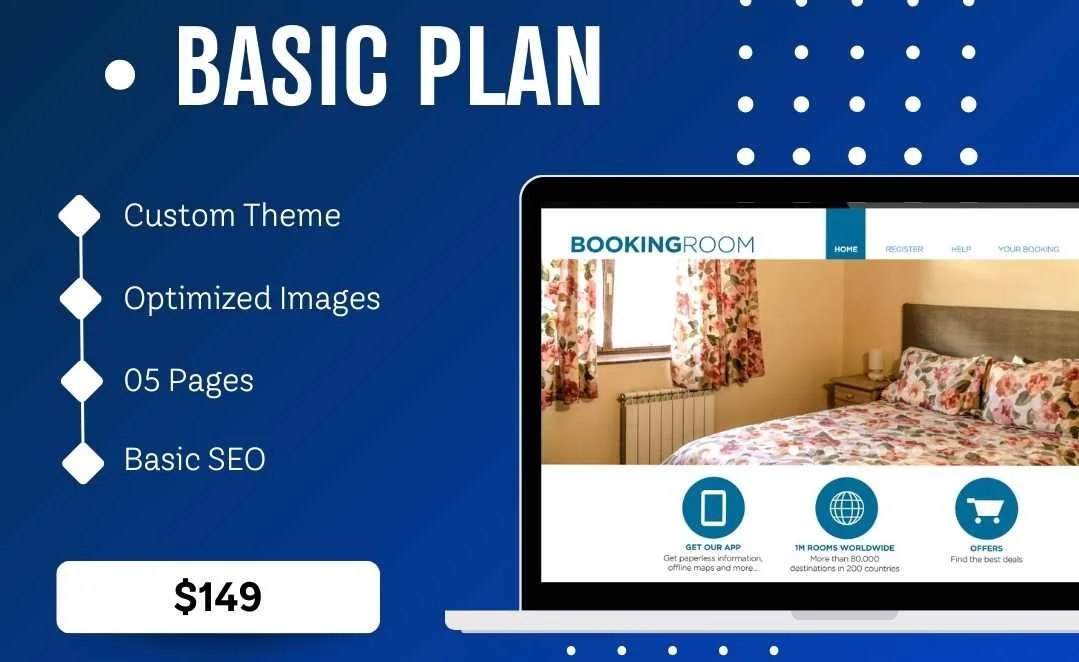 • BASIC PLAN
Custom Theme
Optimized Images
05 Pages
Basic SEO
$149
BOOKINGROOM
HOME REGISTER HELP YOUR BOOKING
GET OUR APP
Get paperless information,
offline maps and more...
1M ROOMS WORLDWIDE
More than 80,000
destinations in 200 countries
OFFERS
Find the best deals